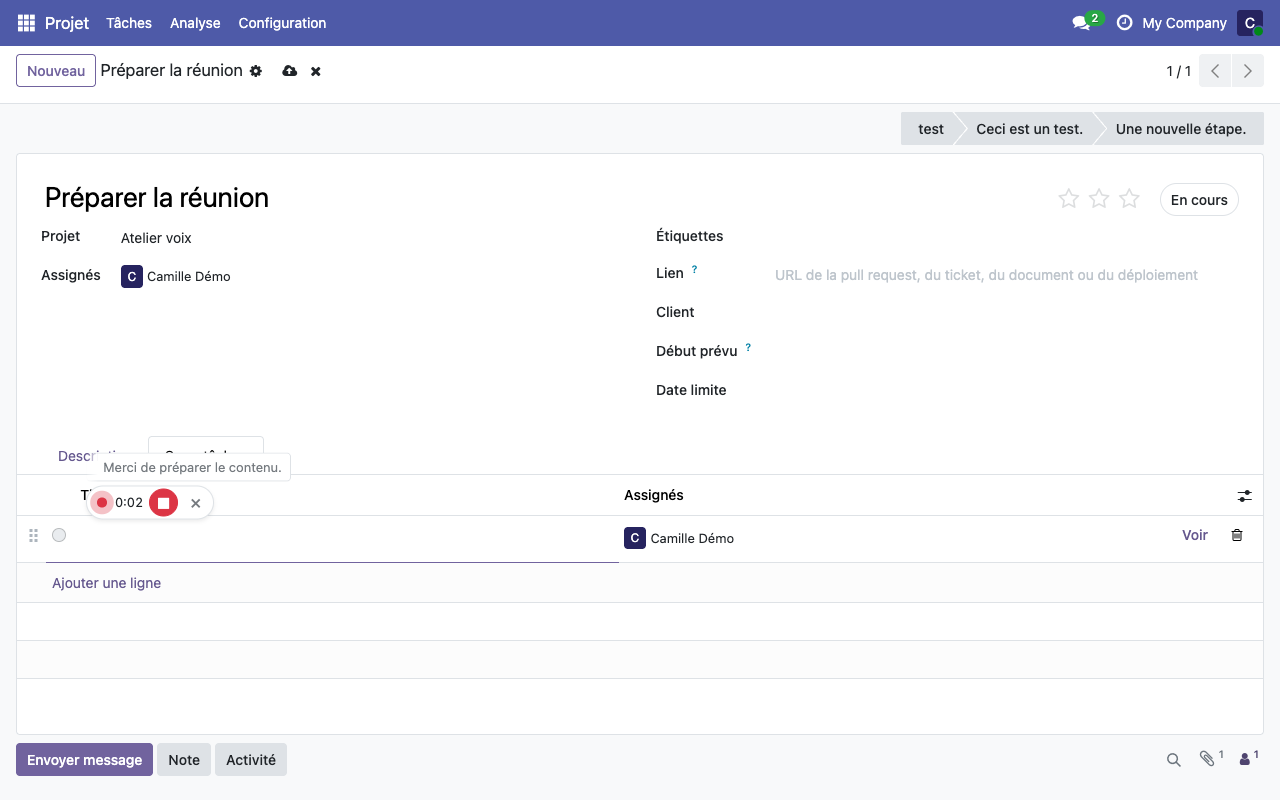 Projet Tâches Analyse Configuration 2 My Company C
Nouveau Préparer la réunion 1 / 1
test Ceci est un test. Une nouvelle étape.
Préparer la réunion En cours
Projet Atelier voix
Assignés C Camille Démo
Étiquettes
Lien ? URL de la pull request, du ticket, du document ou du déploiement
Client
Début prévu ?
Date limite
Merci de préparer le contenu.
0:02
Assignés
C Camille Démo Voir
Ajouter une ligne
Envoyer message Note Activité 1 1